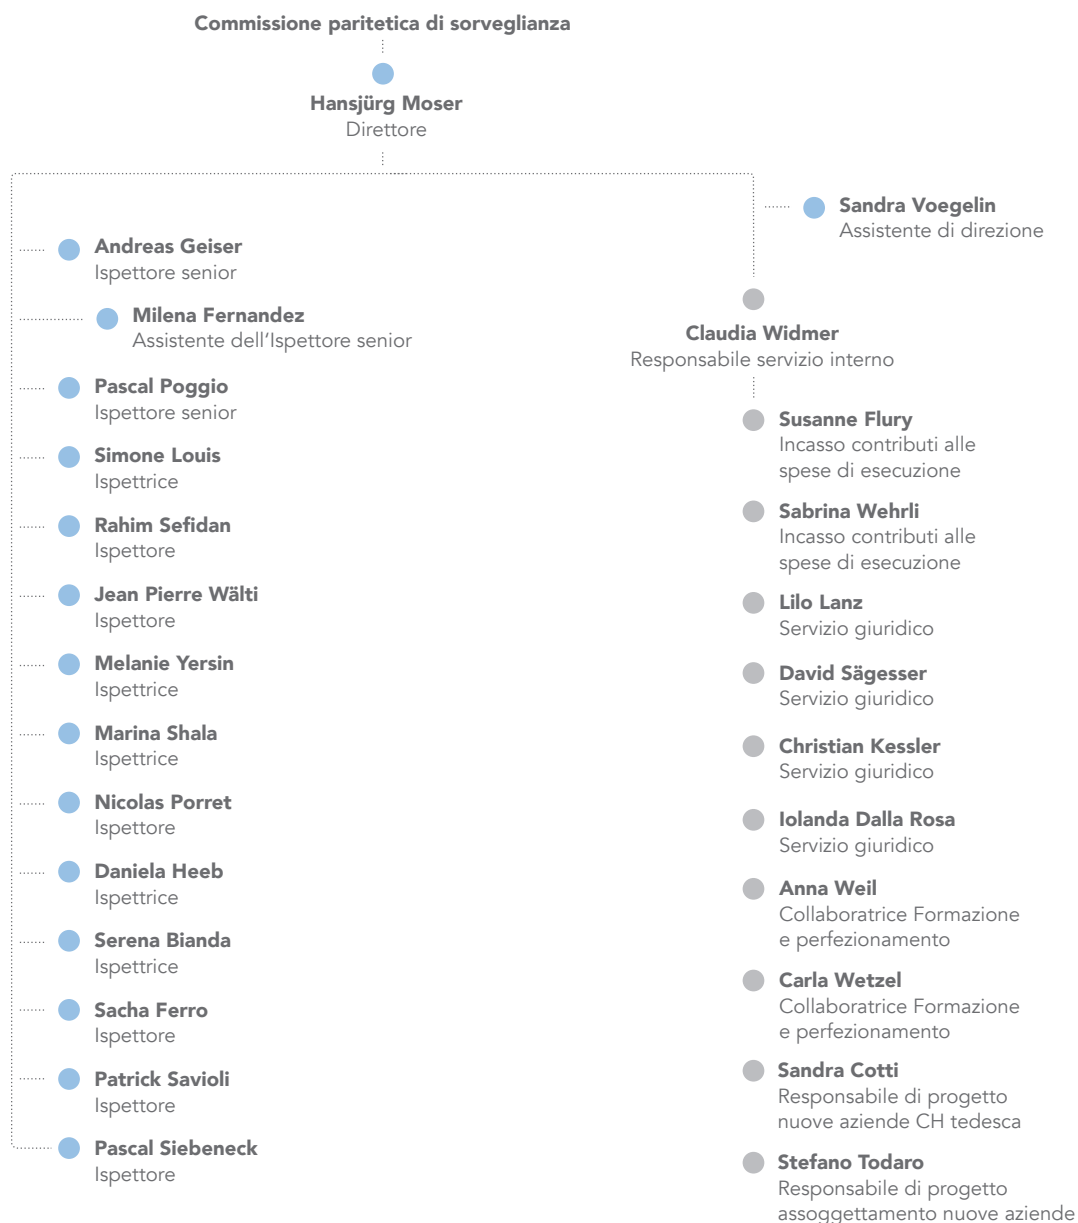 Commissione paritetica di sorveglianza
Hansjürg Moser
Direttore
Andreas Geiser
Ispettore senior
Milena Fernandez
Assistente dell‘Ispettore senior
Pascal Poggio
Ispettore senior
Simone Louis
Ispettrice
Rahim Sefidan
Ispettore
Jean Pierre Wälti
Ispettore
Melanie Yersin
Ispettrice
Marina Shala
Ispettrice
Nicolas Porret
Ispettore
Daniela Heeb
Ispettrice
Serena Bianda
Ispettrice
Sacha Ferro
Ispettore
Patrick Savioli
Ispettore
Pascal Siebeneck
Ispettore
Sandra Voegelin
Assistente di direzione
Claudia Widmer
Responsabile servizio interno
Susanne Flury
Incasso contributi alle
spese di esecuzione
Sabrina Wehrli
Incasso contributi alle
spese di esecuzione
Lilo Lanz
Servizio giuridico
David Sägesser
Servizio giuridico
Christian Kessler
Servizio giuridico
Iolanda Dalla Rosa
Servizio giuridico
Anna Weil
Collaboratrice Formazione
e perfezionamento
Carla Wetzel
Collaboratrice Formazione
e perfezionamento
Sandra Cotti
Responsabile di progetto
nuove aziende CH tedesca
Stefano Todaro
Responsabile di progetto
assoggettamento nuove aziende